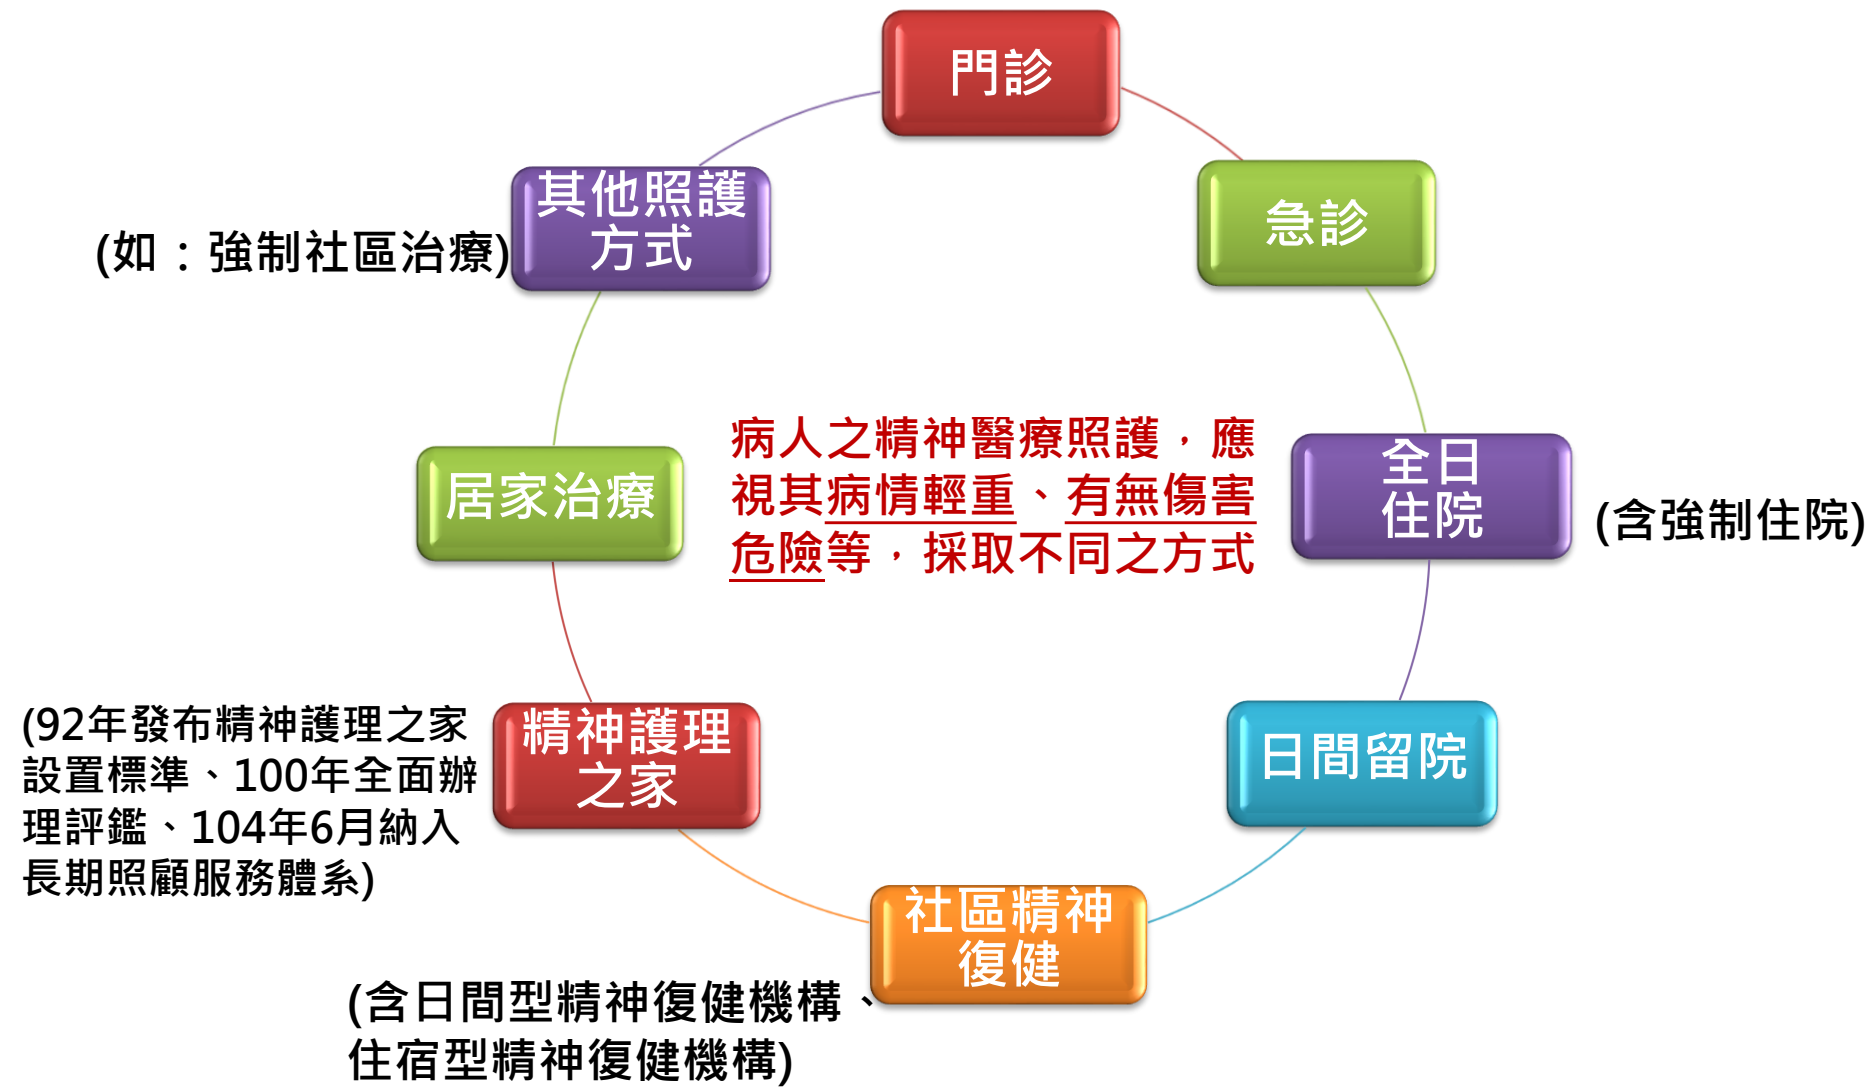 門診
急診
全日
住院
(含強制住院)
日間留院
社區精神
復健
(含日間型精神復健機構、
住宿型精神復健機構)
精神護理
之家
(92年發布精神護理之家
設置標準、100年全面辦
理評鑑、104年6月納入
長期照顧服務體系)
居家治療
其他照護
方式
(如：強制社區治療)
病人之精神醫療照護，應
視其病情輕重、有無傷害
危險等，採取不同之方式